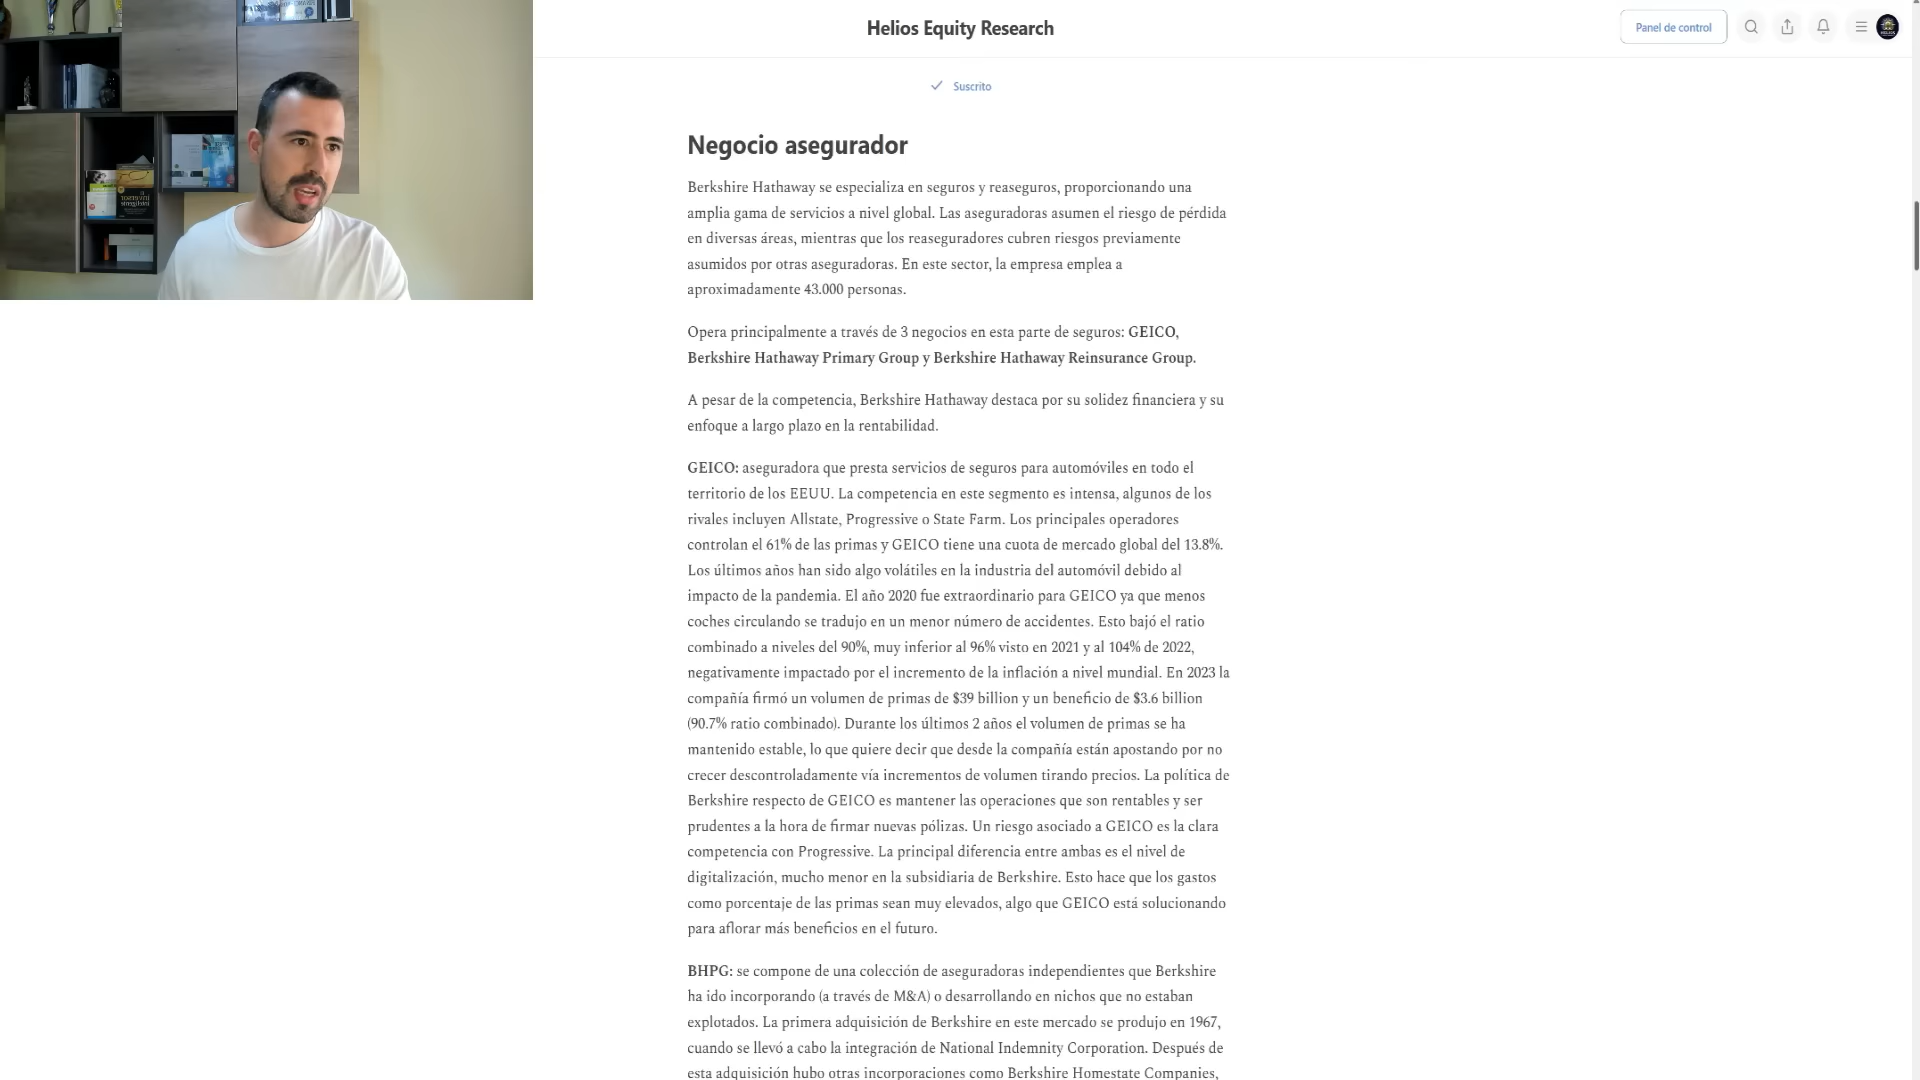 Helios Equity Research
Panel de control
Suscrito
Negocio asegurador
Berkshire Hathaway se especializa en seguros y reaseguros, proporcionando una
amplia gama de servicios a nivel global. Las aseguradoras asumen el riesgo de pérdida
en diversas áreas, mientras que los reaseguradores cubren riesgos previamente
asumidos por otras aseguradoras. En este sector, la empresa emplea a
aproximadamente 43.000 personas.
Opera principalmente a través de 3 negocios en esta parte de seguros: GEICO,
Berkshire Hathaway Primary Group y Berkshire Hathaway Reinsurance Group.
A pesar de la competencia, Berkshire Hathaway destaca por su solidez financiera y su
enfoque a largo plazo en la rentabilidad.
GEICO: aseguradora que presta servicios de seguros para automóviles en todo el
territorio de los EEUU. La competencia en este segmento es intensa, algunos de los
rivales incluyen Allstate, Progressive o State Farm. Los principales operadores
controlan el 61% de las primas y GEICO tiene una cuota de mercado global del 13.8%.
Los últimos años han sido algo volátiles en la industria del automóvil debido al
impacto de la pandemia. El año 2020 fue extraordinario para GEICO ya que menos
coches circulando se tradujo en un menor número de accidentes. Esto bajó el ratio
combinado a niveles del 90%, muy inferior al 96% visto en 2021 y al 104% de 2022,
negativamente impactado por el incremento de la inflación a nivel mundial. En 2023 la
compañía firmó un volumen de primas de $39 billion y un beneficio de $3.6 billion
(90.7% ratio combinado). Durante los últimos 2 años el volumen de primas se ha
mantenido estable, lo que quiere decir que desde la compañía están apostando por no
crecer descontroladamente vía incrementos de volumen tirando precios. La política de
Berkshire respecto de GEICO es mantener las operaciones que son rentables y ser
prudentes a la hora de firmar nuevas pólizas. Un riesgo asociado a GEICO es la clara
competencia con Progressive. La principal diferencia entre ambas es el nivel de
digitalización, mucho menor en la subsidiaria de Berkshire. Esto hace que los gastos
como porcentaje de las primas sean muy elevados, algo que GEICO está solucionando
para aflorar más beneficios en el futuro.
BHPG: se compone de una colección de aseguradoras independientes que Berkshire
ha ido incorporando (a través de M&A) o desarrollando en nichos que no estaban
explotados. La primera adquisición de Berkshire en este mercado se produjo en 1967,
cuando se llevó a cabo la integración de National Indemnity Corporation. Después de
esta adquisición hubo otras incorporaciones como Berkshire Homestate Companies,